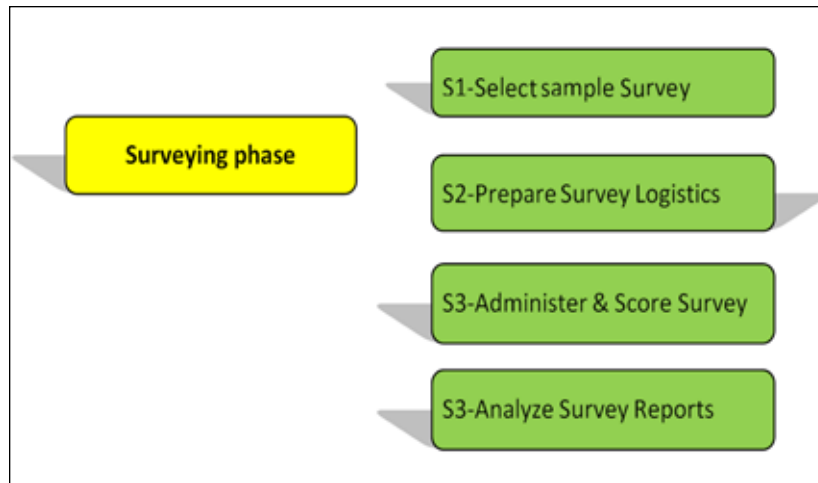 Surveying phase
S1-Select sample Survey
S2-Prepare Survey Logistics
S3-Administer & Score Survey
S3-Analyze Survey Reports